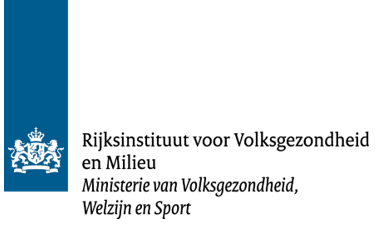 Rijksinstituut voor Volksgezondheid
en Milieu
Ministerie van Volksgezondheid,
Welzijn en Sport